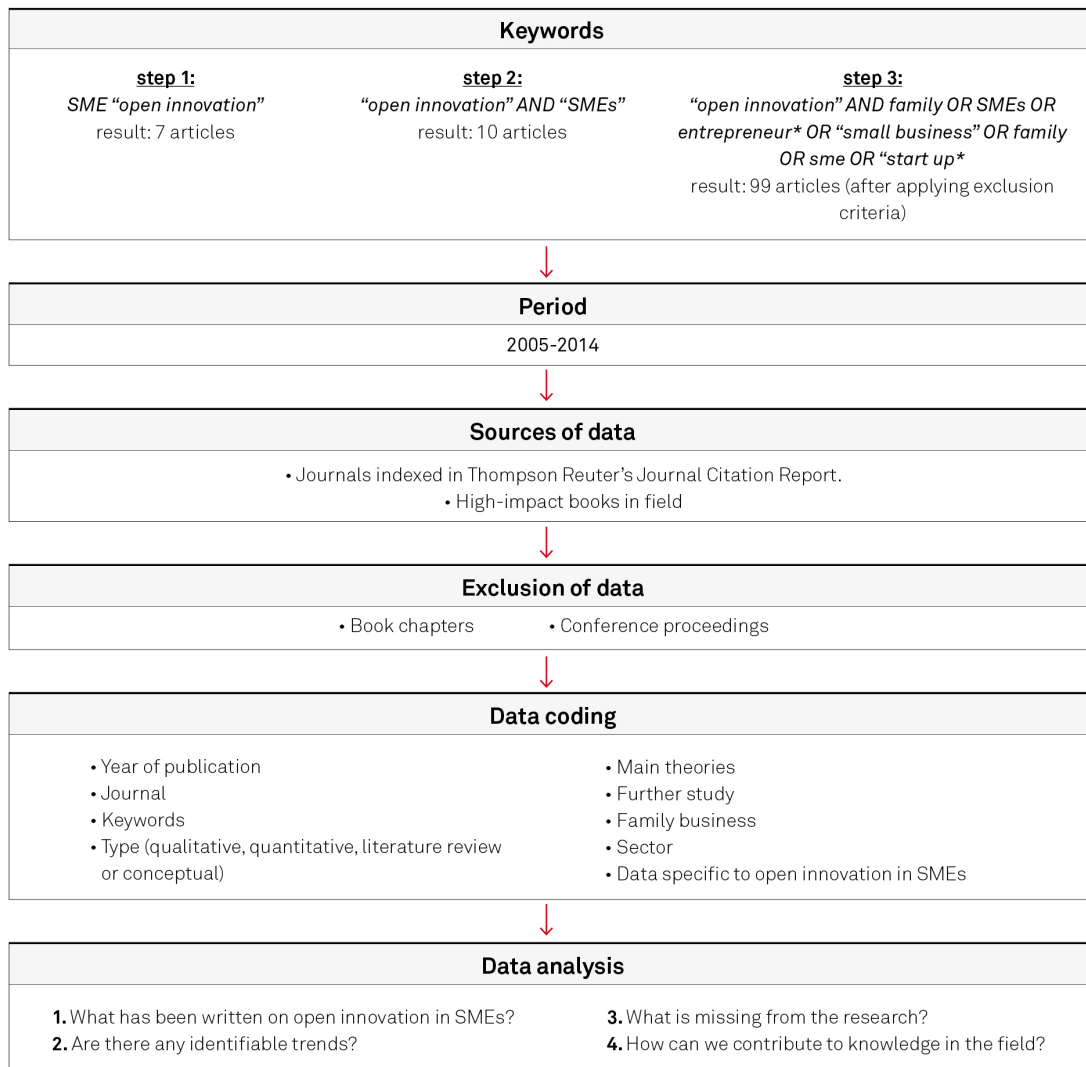 Keywords
step 1:
SME “open innovation”
result: 7 articles
step 2:
“open innovation” AND “SMEs”
result: 10 articles
step 3:
“open innovation” AND family OR SMEs OR
entrepreneur* OR “small business” OR family
OR sme OR “start up*
result: 99 articles (after applying exclusion
criteria)
Period
2005-2014
Sources of data
• Journals indexed in Thompson Reuter’s Journal Citation Report.
• High-impact books in field
Exclusion of data
• Book chapters
• Conference proceedings
Data coding
• Year of publication
• Journal
• Keywords
• Type (qualitative, quantitative, literature review
or conceptual)
• Main theories
• Further study
• Family business
• Sector
• Data specific to open innovation in SMEs
Data analysis
1. What has been written on open innovation in SMEs?
2. Are there any identifiable trends?
3. What is missing from the research?
4. How can we contribute to knowledge in the field?